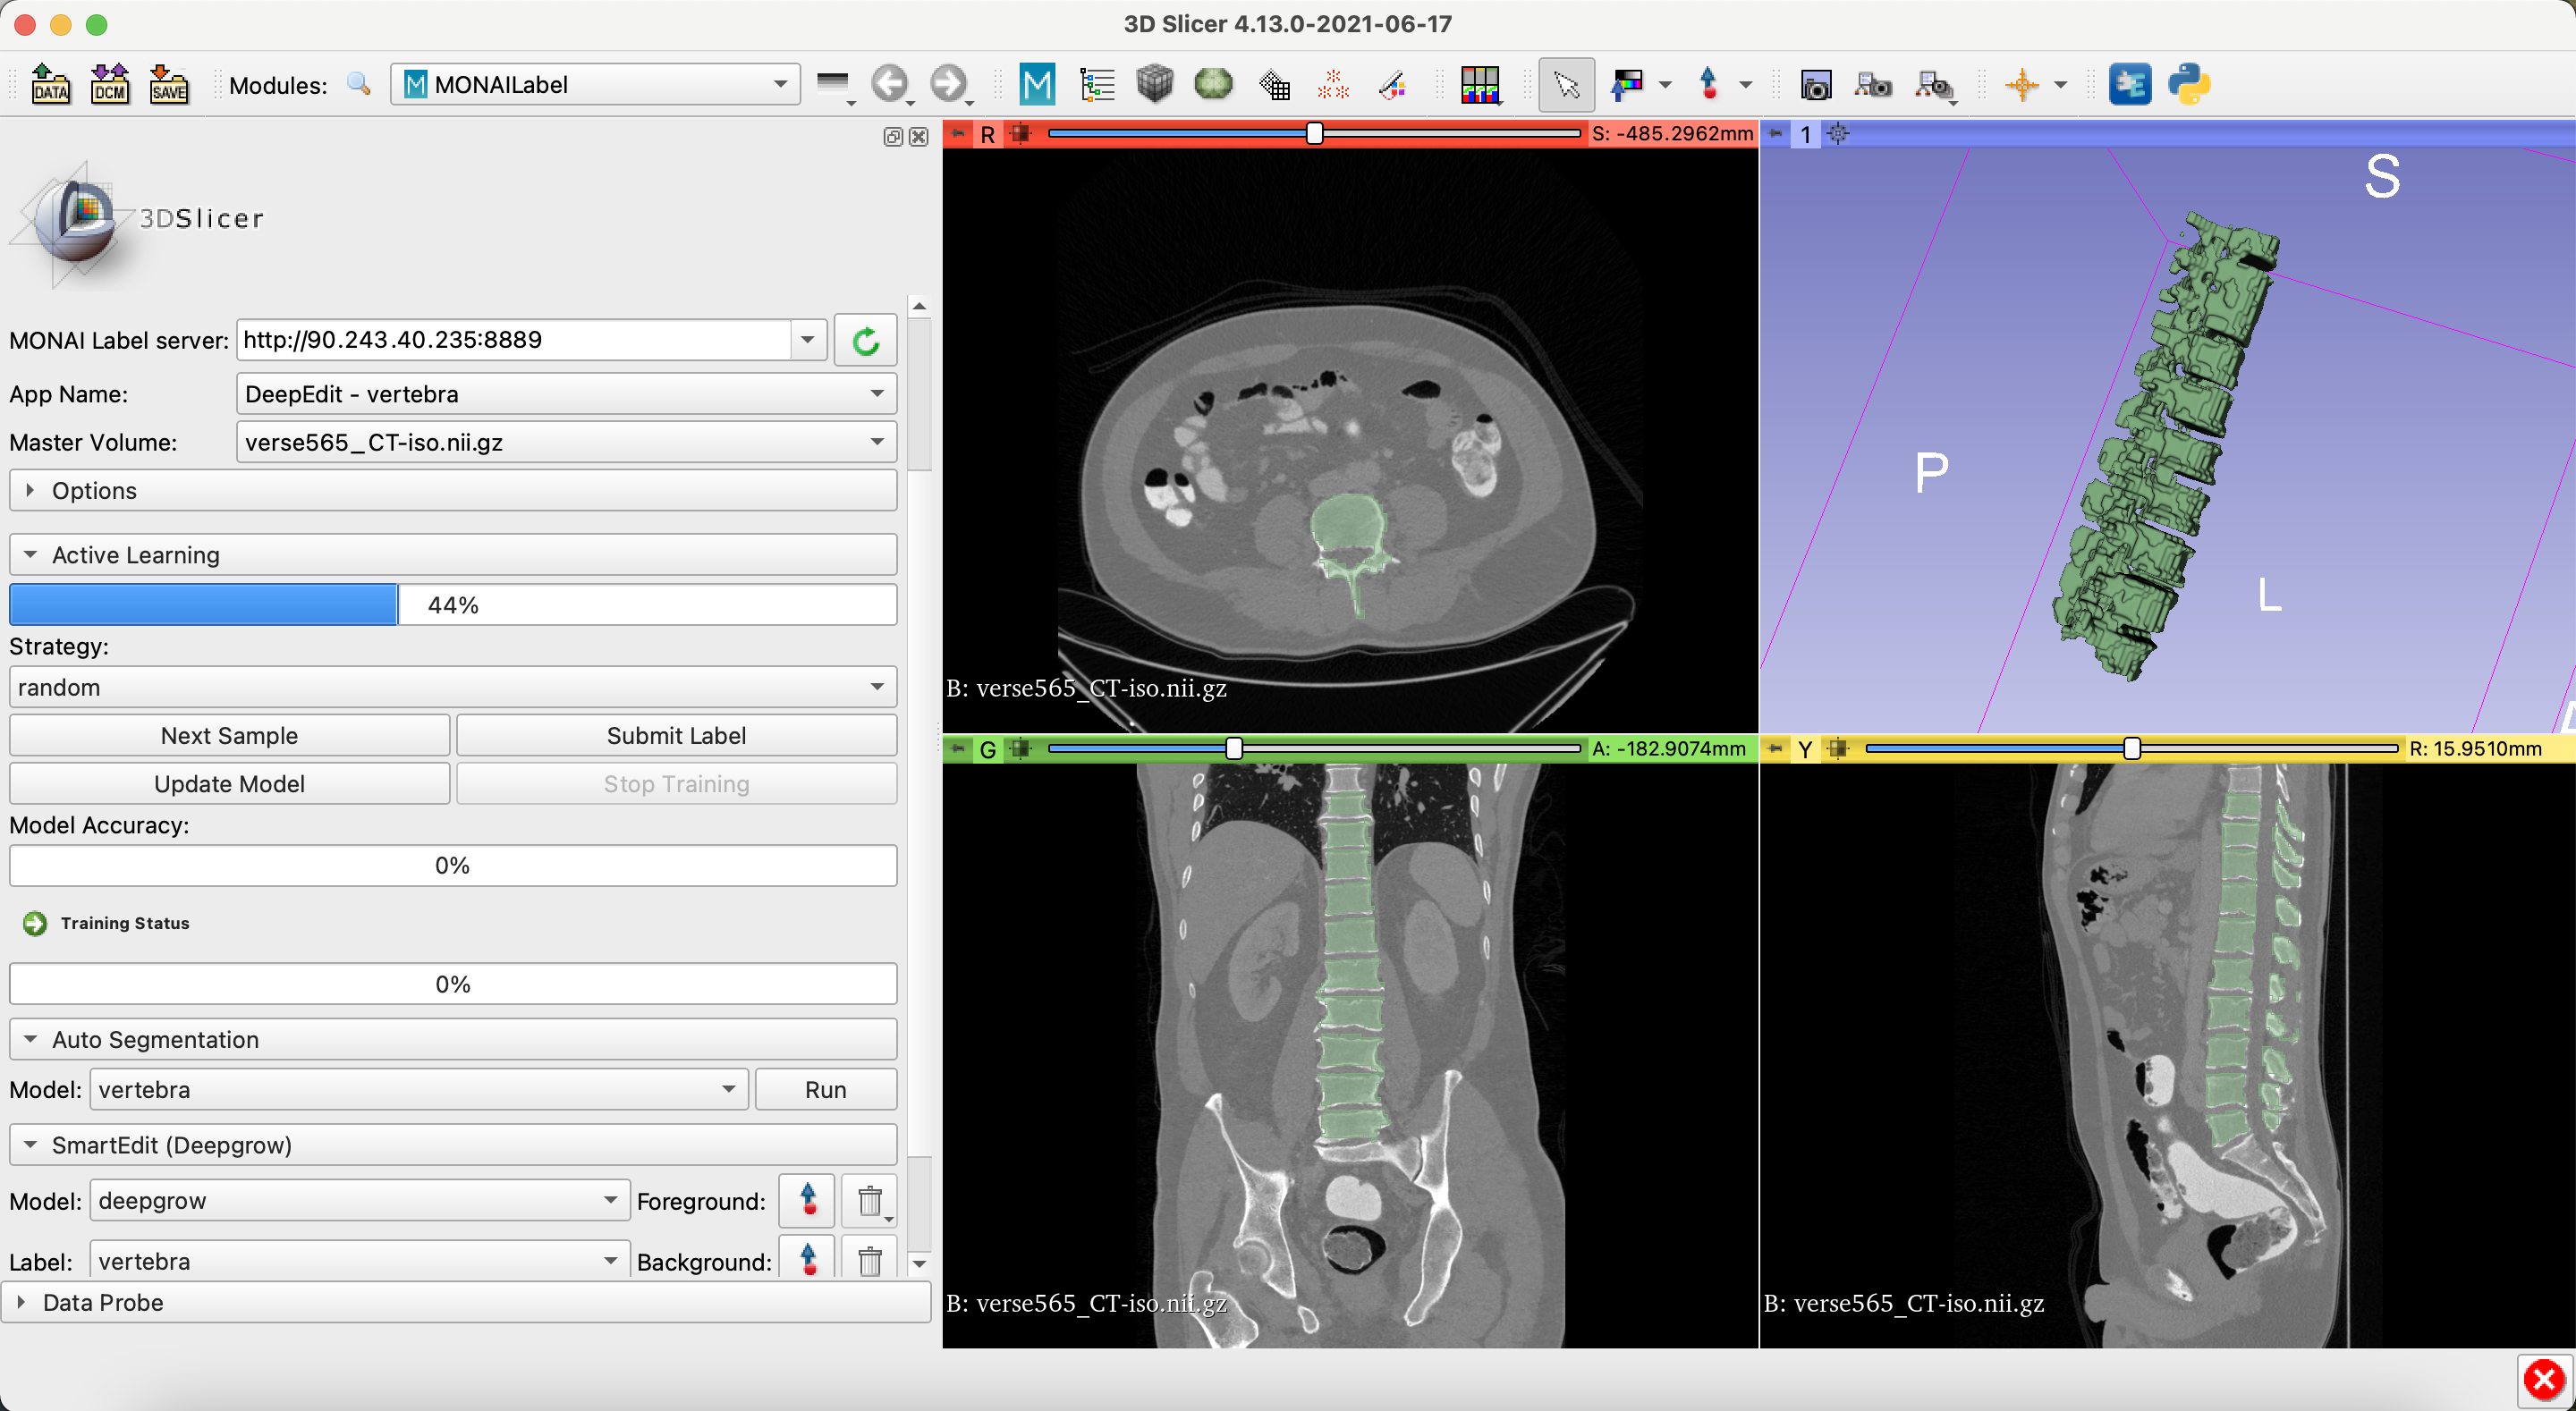 3D Slicer 4.13.0-2021-06-17
DATA DCM SAVE Modules: M MONAILabel M
3DSlicer
MONAI Label server: http://90.243.40.235:8889
App Name: DeepEdit - vertebra
Master Volume: verse565_CT-iso.nii.gz
Options
Active Learning
44%
Strategy:
random
Next Sample Submit Label
Update Model Stop Training
Model Accuracy:
0%
Training Status
0%
Auto Segmentation
Model: vertebra Run
SmartEdit (Deepgrow)
Model: deepgrow Foreground:
Label: vertebra Background:
Data Probe
R S: -485.2962mm
B: verse565_CT-iso.nii.gz
1
S
P
L
G A: -182.9074mm
B: verse565_CT-iso.nii.gz
Y R: 15.9510mm
B: verse565_CT-iso.nii.gz